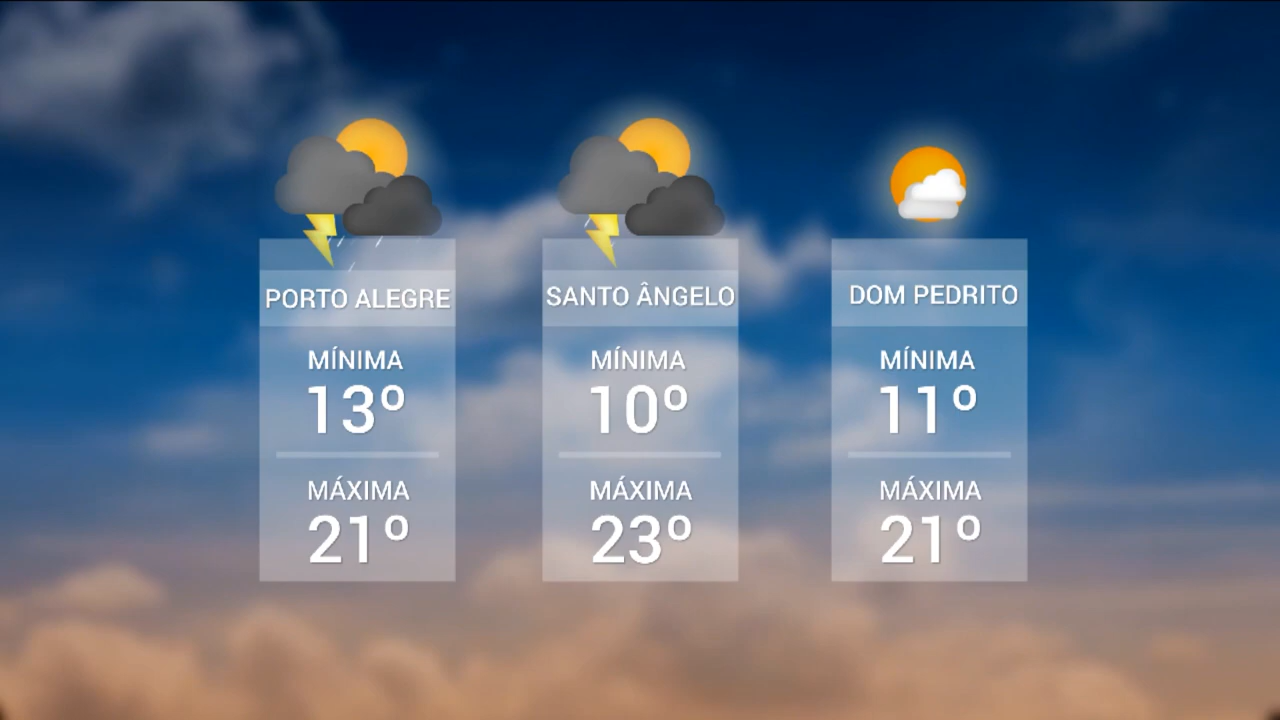 PORTO ALEGRE
MÍNIMA
13º
MÁXIMA
21º
SANTO ÂNGELO
MÍNIMA
10º
MÁXIMA
23º
DOM PEDRITO
MÍNIMA
11º
MÁXIMA
21º